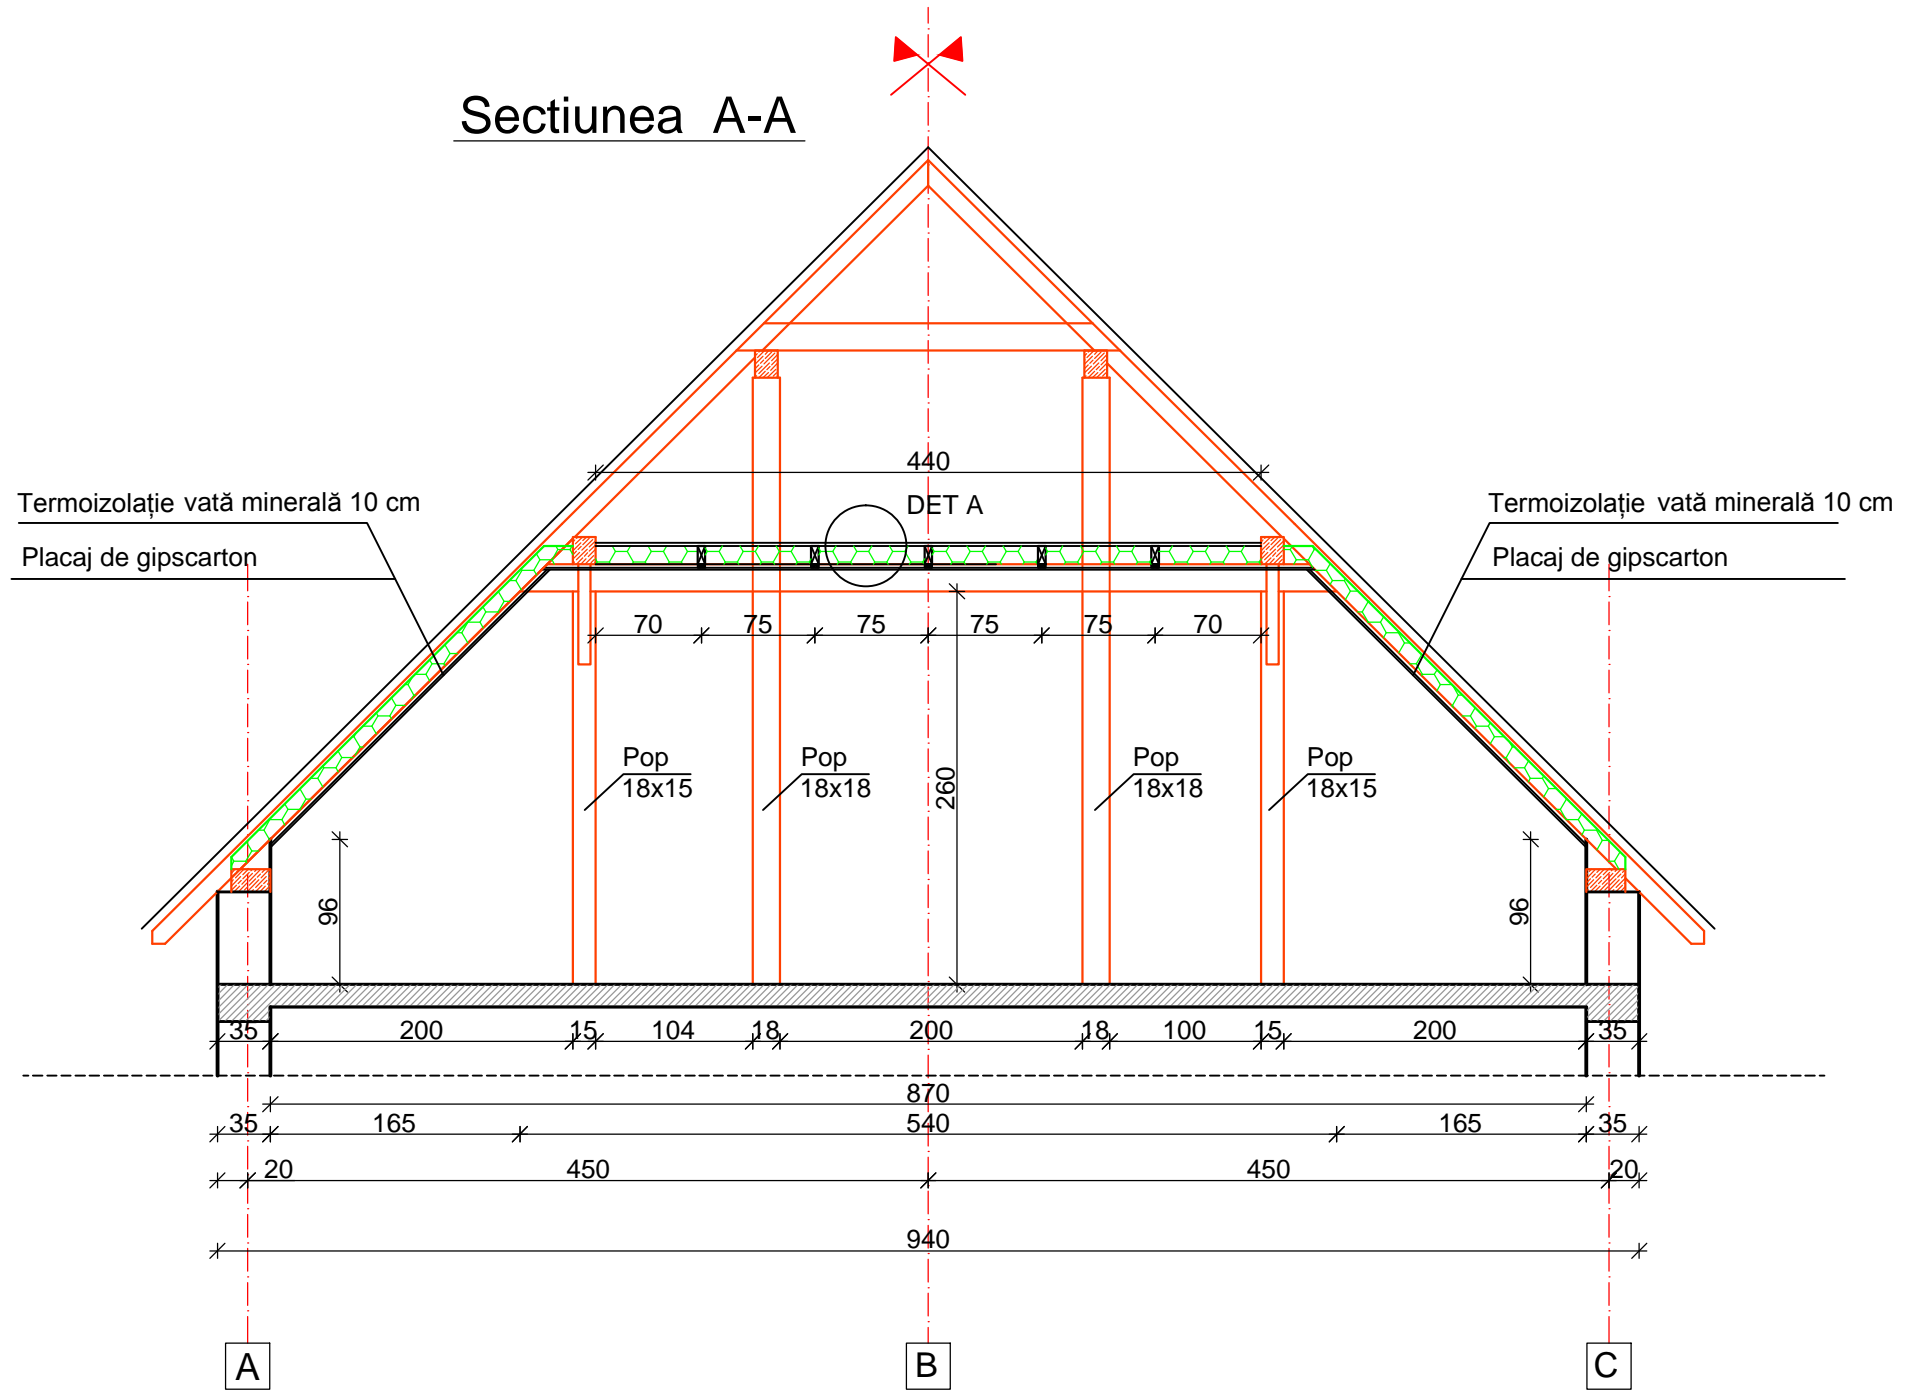 Sectiunea A-A
440
DET A
Termoizolație vată minerală 10 cm
Placaj de gipscarton
Termoizolație vată minerală 10 cm
Placaj de gipscarton
70 75 75 75 75 70
Pop
18x15
Pop
18x18
Pop
18x18
Pop
18x15
260
96
96
35 200 15 104 18 200 18 100 15 200 35
870
35 165 540 165 35
20 450 450 20
940
A B C